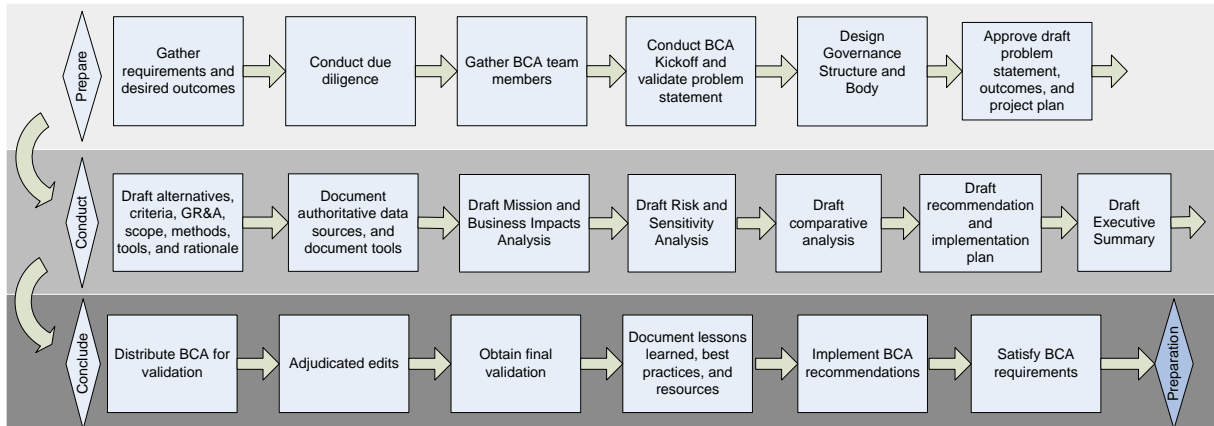 Prepare
Gather
requirements and
desired outcomes
Conduct due
diligence
Gather BCA team
members
Conduct BCA
Kickoff and
validate problem
statement
Design
Governance
Structure and
Body
Approve draft
problem
statement,
outcomes, and
project plan
Conduct
Draft alternatives,
criteria, GR&A,
scope, methods,
tools, and rationale
Document
authoritative data
sources, and
document tools
Draft Mission and
Business Impacts
Analysis
Draft Risk and
Sensitivity
Analysis
Draft
comparative
analysis
Draft
recommendation
and
implementation
plan
Draft
Executive
Summary
Conclude
Distribute BCA for
validation
Adjudicated edits
Obtain final
validation
Document lessons
learned, best
practices, and
resources
Implement BCA
recommendations
Satisfy BCA
requirements
Preparation